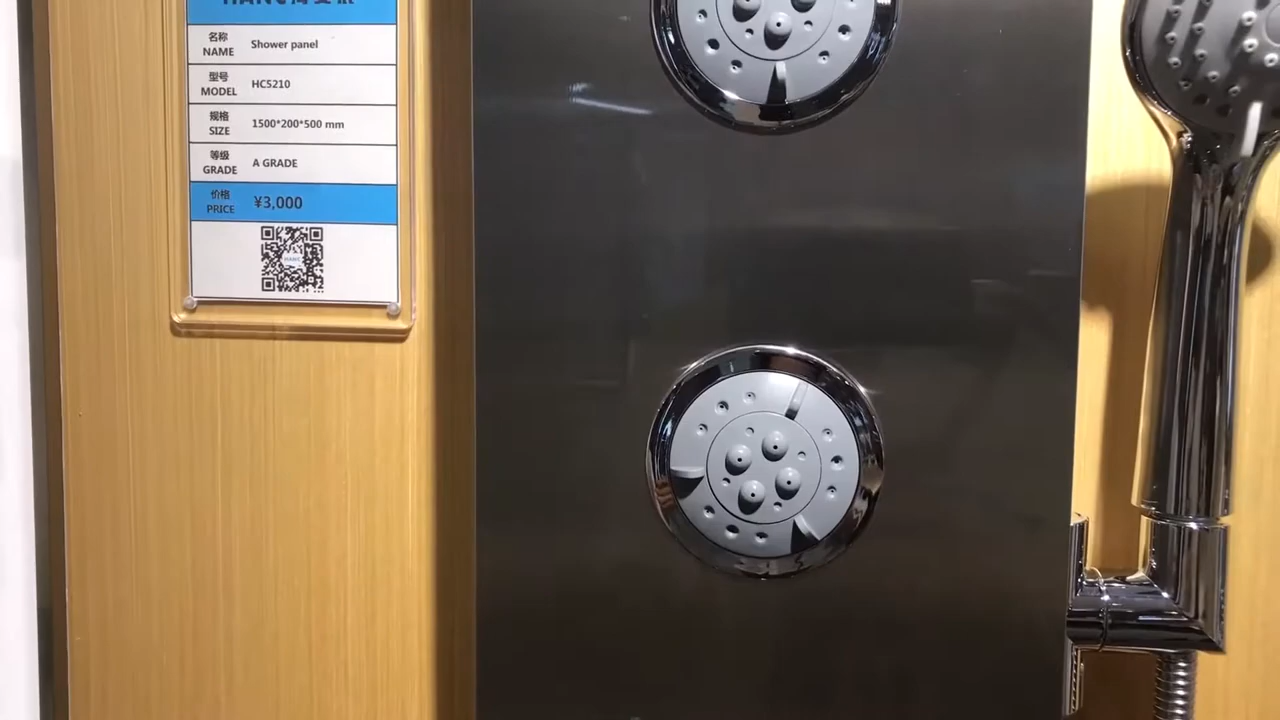 名称
NAME Shower panel
型号
MODEL HC5210
规格
SIZE 1500*200*500 mm
等级
GRADE A GRADE
价格
PRICE ¥3,000